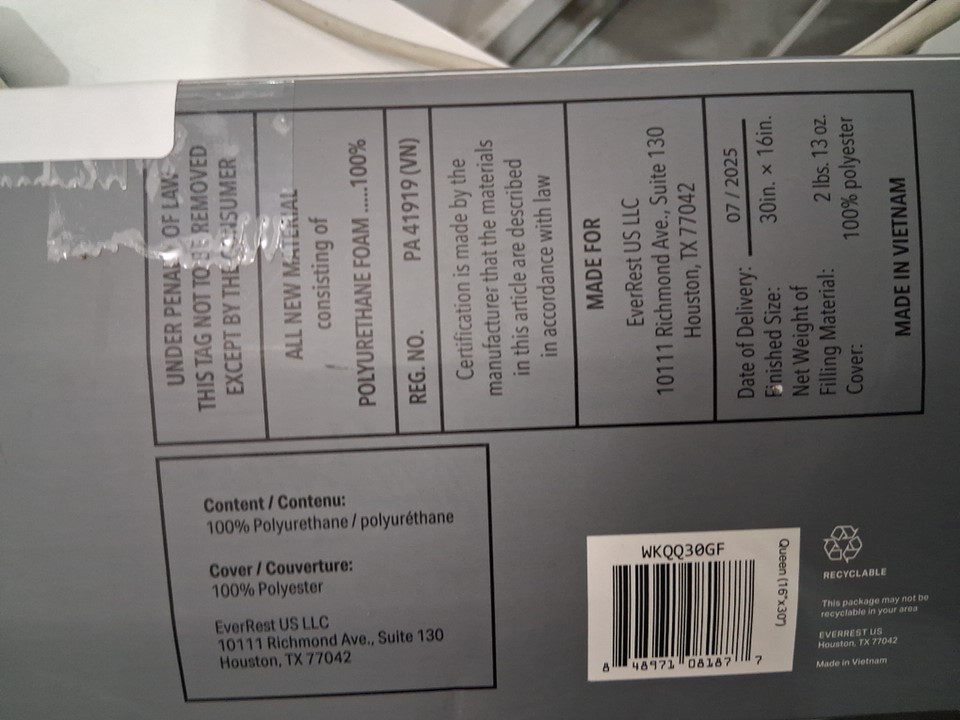 UNDER PENALTY OF LAW
THIS TAG NOT TO BE REMOVED
EXCEPT BY THE CONSUMER
ALL NEW MATERIAL
consisting of
POLYURETHANE FOAM ......100%
REG. NO. PA 41919 (VN)
Certification is made by the
manufacturer that the materials
in this article are described
in accordance with law
MADE FOR
EverRest US LLC
10111 Richmond Ave., Suite 130
Houston, TX 77042
Date of Delivery: 07 / 2025
Finished Size: 30in. × 16in.
Net Weight of
Filling Material: 2 lbs. 13 oz.
Cover: 100% polyester
MADE IN VIETNAM
Content / Contenu:
100% Polyurethane / polyuréthane
Cover / Couverture:
100% Polyester
EverRest US LLC
10111 Richmond Ave., Suite 130
Houston, TX 77042
WKQQ30GF
8 48971 08187 7
Queen (16"x30")
RECYCLABLE
This package may not be
recyclable in your area
EVERREST US
Houston, TX 77042
Made in Vietnam